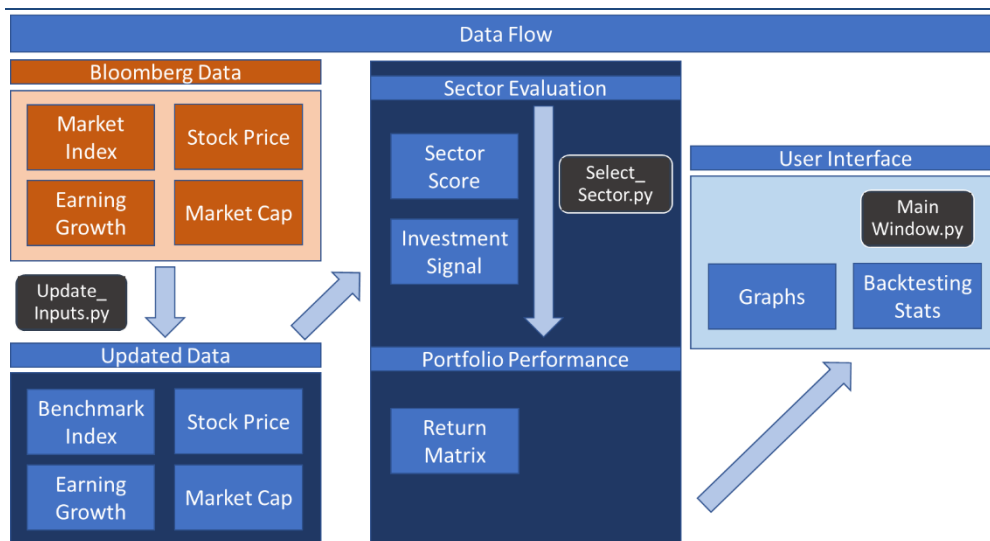 Data Flow
Bloomberg Data
Market
Index
Stock Price
Earning
Growth
Market Cap
Update_
Inputs.py
Updated Data
Benchmark
Index
Stock Price
Earning
Growth
Market Cap
Sector Evaluation
Sector
Score
Select_
Sector.py
Investment
Signal
Portfolio Performance
Return
Matrix
User Interface
Main
Window.py
Graphs
Backtesting
Stats